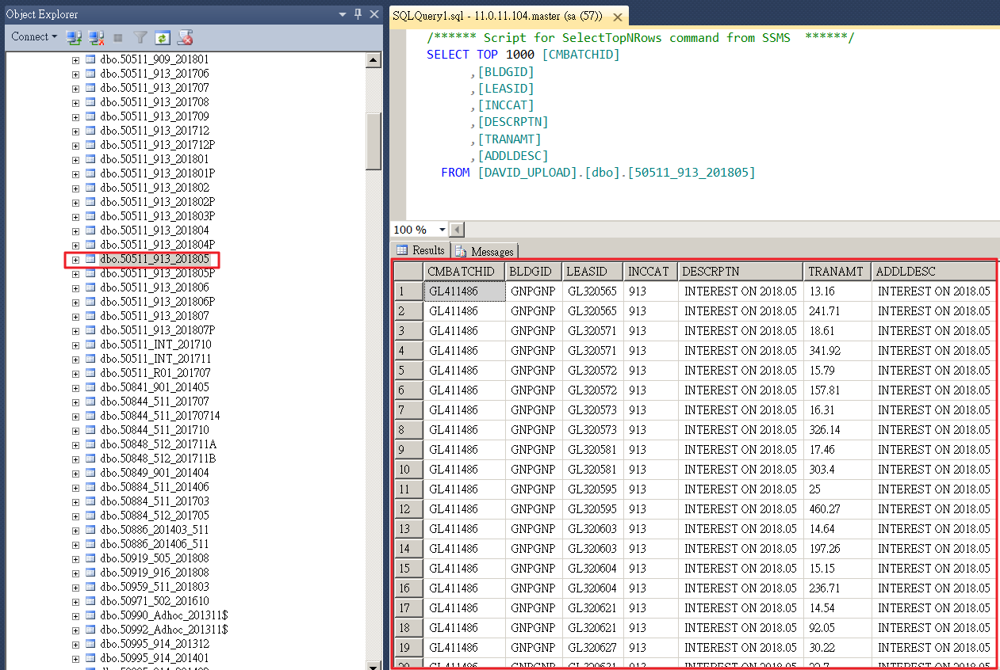 Object Explorer
Connect
dbo.50511_909_201801
dbo.50511_913_201706
dbo.50511_913_201707
dbo.50511_913_201708
dbo.50511_913_201709
dbo.50511_913_201712
dbo.50511_913_201712P
dbo.50511_913_201801
dbo.50511_913_201801P
dbo.50511_913_201802
dbo.50511_913_201802P
dbo.50511_913_201803P
dbo.50511_913_201804
dbo.50511_913_201804P
dbo.50511_913_201805
dbo.50511_913_201805P
dbo.50511_913_201806
dbo.50511_913_201806P
dbo.50511_913_201807
dbo.50511_913_201807P
dbo.50511_INT_201710
dbo.50511_INT_201711
dbo.50511_R01_201707
dbo.50841_901_201405
dbo.50844_511_201707
dbo.50844_511_20170714
dbo.50844_511_201710
dbo.50848_512_201711A
dbo.50848_512_201711B
dbo.50849_901_201404
dbo.50884_511_201406
dbo.50884_511_201703
dbo.50884_512_201705
dbo.50886_201403_511
dbo.50886_201406_511
dbo.50919_505_201808
dbo.50919_916_201808
dbo.50959_511_201803
dbo.50971_502_201610
dbo.50990_Adhoc_201311$
dbo.50992_Adhoc_201311$
dbo.50995_914_201312
dbo.50995_914_201401
SQLQuery1.sql - 11.0.11.104.master (sa (57))
/****** Script for SelectTopNRows command from SSMS ******/
SELECT TOP 1000 [CMBATCHID]
,[BLDGID]
,[LEASID]
,[INCCAT]
,[DESCRPTN]
,[TRANAMT]
,[ADDLDESC]
FROM [DAVID_UPLOAD].[dbo].[50511_913_201805]
100 %
Results Messages
CMBATCHID BLDGID LEASID INCCAT DESCRPTN TRANAMT ADDLDESC
1 GL411486 GNPGNP GL320565 913 INTEREST ON 2018.05 13.16 INTEREST ON 2018.05
2 GL411486 GNPGNP GL320565 913 INTEREST ON 2018.05 241.71 INTEREST ON 2018.05
3 GL411486 GNPGNP GL320571 913 INTEREST ON 2018.05 18.61 INTEREST ON 2018.05
4 GL411486 GNPGNP GL320571 913 INTEREST ON 2018.05 341.92 INTEREST ON 2018.05
5 GL411486 GNPGNP GL320572 913 INTEREST ON 2018.05 15.79 INTEREST ON 2018.05
6 GL411486 GNPGNP GL320572 913 INTEREST ON 2018.05 157.81 INTEREST ON 2018.05
7 GL411486 GNPGNP GL320573 913 INTEREST ON 2018.05 16.31 INTEREST ON 2018.05
8 GL411486 GNPGNP GL320573 913 INTEREST ON 2018.05 326.14 INTEREST ON 2018.05
9 GL411486 GNPGNP GL320581 913 INTEREST ON 2018.05 17.46 INTEREST ON 2018.05
10 GL411486 GNPGNP GL320581 913 INTEREST ON 2018.05 303.4 INTEREST ON 2018.05
11 GL411486 GNPGNP GL320595 913 INTEREST ON 2018.05 25 INTEREST ON 2018.05
12 GL411486 GNPGNP GL320595 913 INTEREST ON 2018.05 460.27 INTEREST ON 2018.05
13 GL411486 GNPGNP GL320603 913 INTEREST ON 2018.05 14.64 INTEREST ON 2018.05
14 GL411486 GNPGNP GL320603 913 INTEREST ON 2018.05 197.26 INTEREST ON 2018.05
15 GL411486 GNPGNP GL320604 913 INTEREST ON 2018.05 15.15 INTEREST ON 2018.05
16 GL411486 GNPGNP GL320604 913 INTEREST ON 2018.05 236.71 INTEREST ON 2018.05
17 GL411486 GNPGNP GL320621 913 INTEREST ON 2018.05 14.54 INTEREST ON 2018.05
18 GL411486 GNPGNP GL320621 913 INTEREST ON 2018.05 92.05 INTEREST ON 2018.05
19 GL411486 GNPGNP GL320627 913 INTEREST ON 2018.05 30.22 INTEREST ON 2018.05